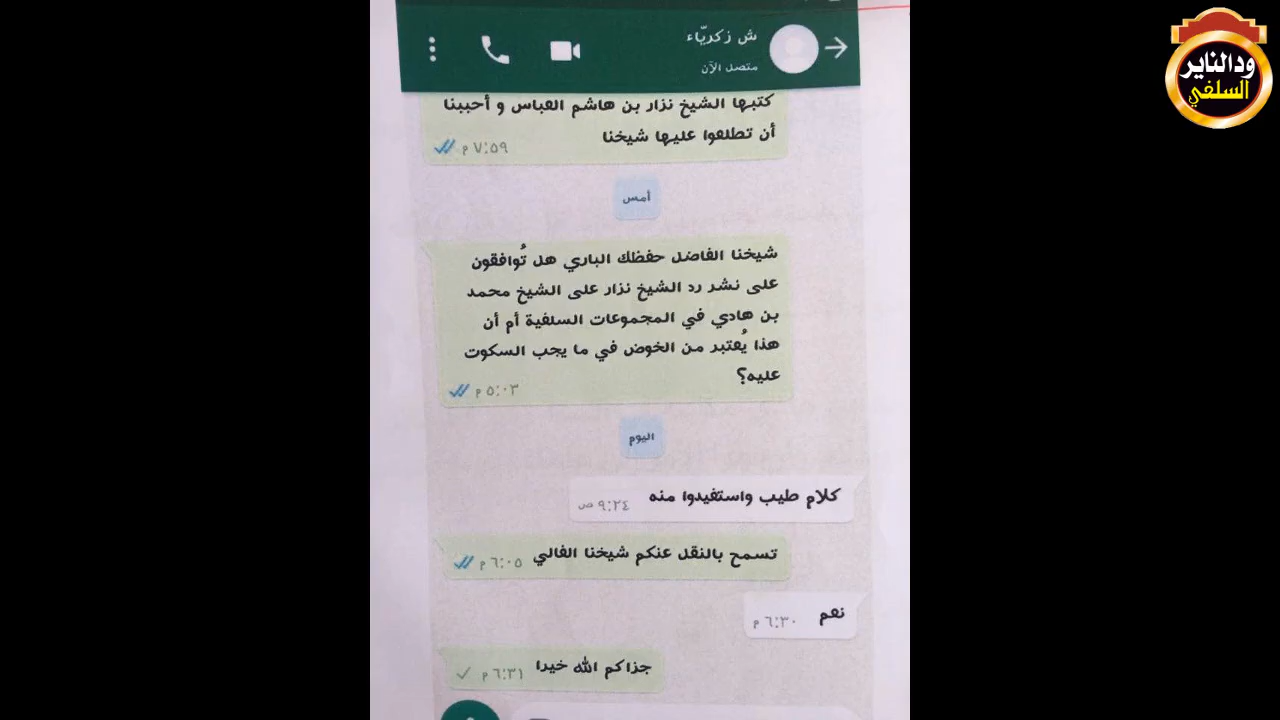 ش زكريّاء
متصل الآن
ودالناير
السلفي
كتبها الشيخ نزار بن هاشم العباس و أحببنا
أن تطلعوا عليها شيخنا
٧:٥٩ م
أمس
شيخنا الفاضل حفظك الباري هل تُوافقون
على نشر رد الشيخ نزار على الشيخ محمد
بن هادي في المجموعات السلفية أم أن
هذا يُعتبر من الخوض في ما يجب السكوت
عليه؟
٥:٠٣ م
اليوم
كلام طيب واستفيدوا منه
٩:٢٤ ص
تسمح بالنقل عنكم شيخنا الغالي
٦:٠٥ م
نعم
٦:٣٠ م
جزاكم الله خيرا
٦:٣١ م